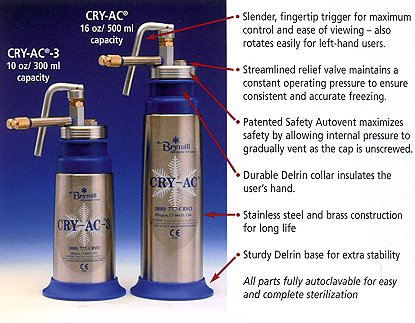 CRY-AC®
16 oz/ 500 ml
capacity
CRY-AC®-3
10 oz/ 300 ml
capacity
• Slender, fingertip trigger for maximum
control and ease of viewing – also
rotates easily for left-hand users.
• Streamlined relief valve maintains a
constant operating pressure to ensure
consistent and accurate freezing.
• Patented Safety Autovent maximizes
safety by allowing internal pressure to
gradually vent as the cap is unscrewed.
• Durable Delrin collar insulates the
user's hand.
• Stainless steel and brass construction
for long life
• Sturdy Delrin base for extra stability
All parts fully autoclavable for easy
and complete sterilization
Brymill
CRY-AC
(800) 777-CRYO
CE
Brymill
CRY-AC-3
(800) 777-CRYO
CE